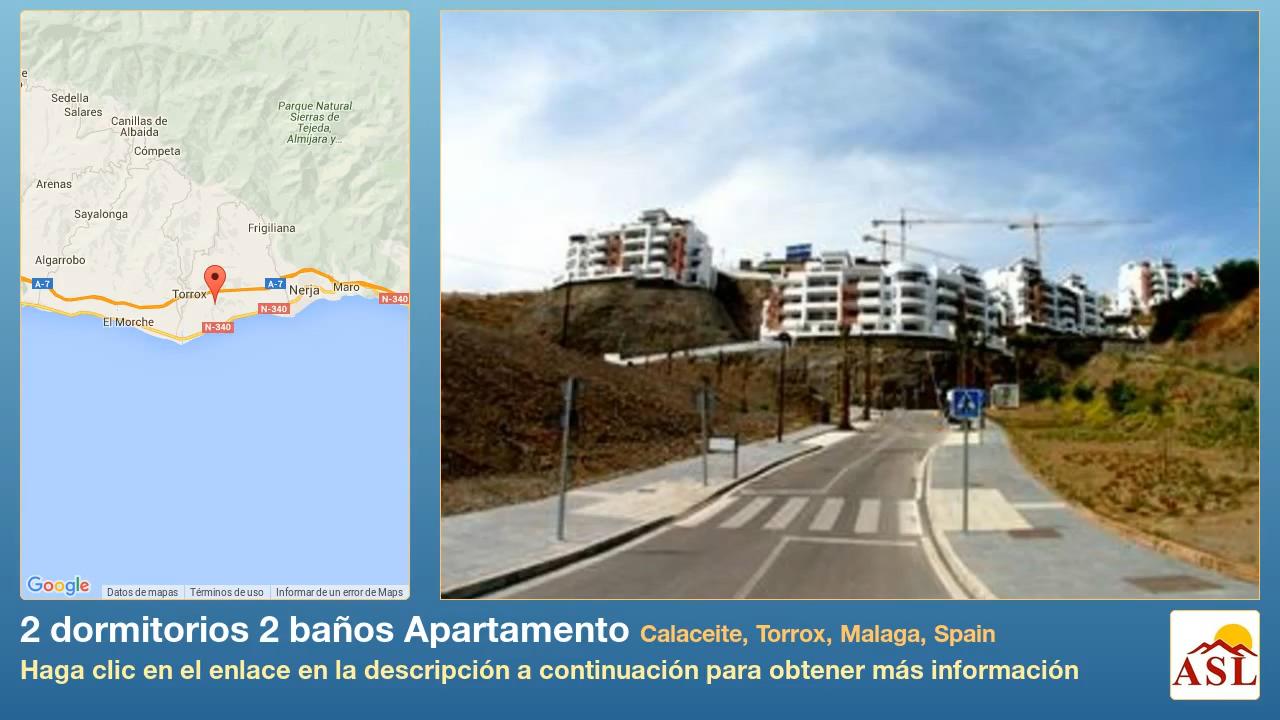 e
Sedella
Salares
Canillas de
Albaida
Cómpeta
Parque Natural
Sierras de
Tejeda,
Almijara y...
Arenas
Sayalonga
Frigiliana
Algarrobo
A-7
A-7
Torrox
Nerja
Maro
N-340
N-340
El Morche
N-340
Google
Datos de mapas
Términos de uso
Informar de un error de Maps
2 dormitorios 2 baños Apartamento Calaceite, Torrox, Malaga, Spain
Haga clic en el enlace en la descripción a continuación para obtener más información
ASL